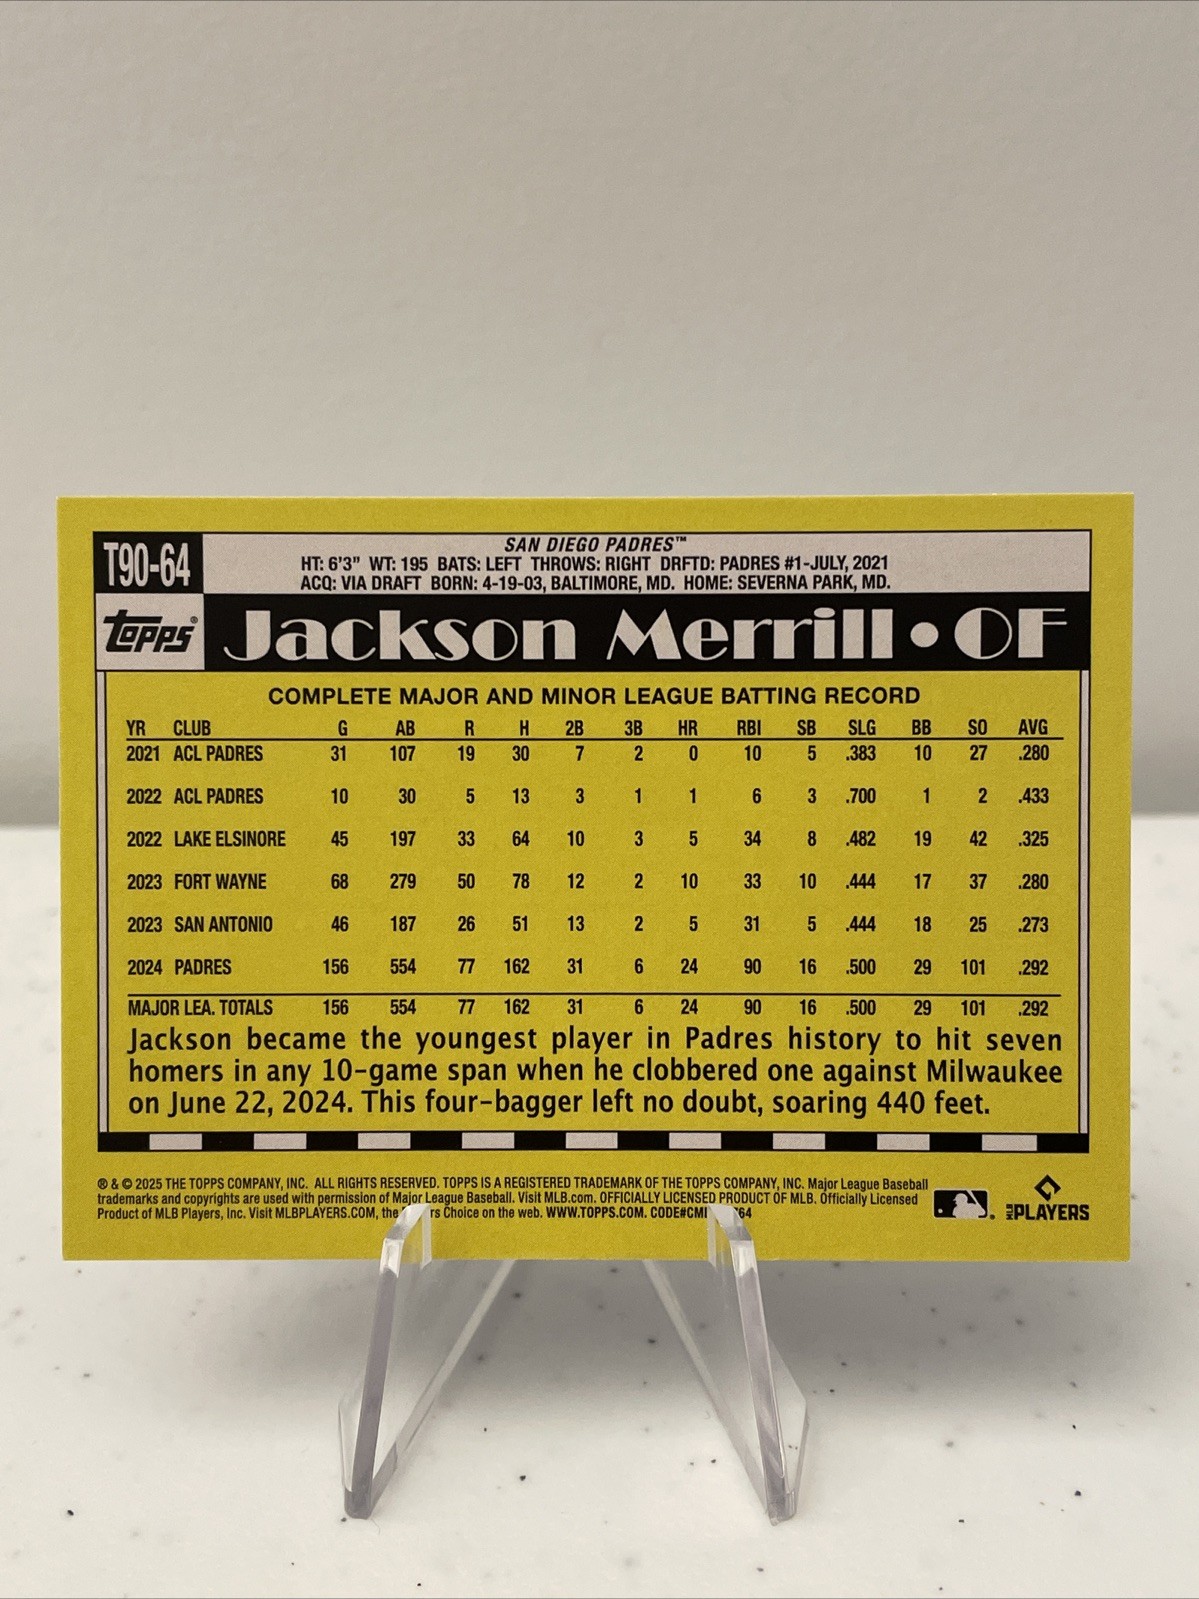 T90-64
SAN DIEGO PADRES™
HT: 6'3" WT: 195 BATS: LEFT THROWS: RIGHT DRFTD: PADRES #1-JULY, 2021
ACQ: VIA DRAFT BORN: 4-19-03, BALTIMORE, MD. HOME: SEVERNA PARK, MD.
topps®
Jackson Merrill • OF
COMPLETE MAJOR AND MINOR LEAGUE BATTING RECORD
YR CLUB G AB R H 2B 3B HR RBI SB SLG BB SO AVG
2021 ACL PADRES 31 107 19 30 7 2 0 10 5 .383 10 27 .280
2022 ACL PADRES 10 30 5 13 3 1 1 6 3 .700 1 2 .433
2022 LAKE ELSINORE 45 197 33 64 10 3 5 34 8 .482 19 42 .325
2023 FORT WAYNE 68 279 50 78 12 2 10 33 10 .444 17 37 .280
2023 SAN ANTONIO 46 187 26 51 13 2 5 31 5 .444 18 25 .273
2024 PADRES 156 554 77 162 31 6 24 90 16 .500 29 101 .292
MAJOR LEA. TOTALS 156 554 77 162 31 6 24 90 16 .500 29 101 .292
Jackson became the youngest player in Padres history to hit seven
homers in any 10-game span when he clobbered one against Milwaukee
on June 22, 2024. This four-bagger left no doubt, soaring 440 feet.
® & © 2025 THE TOPPS COMPANY, INC. ALL RIGHTS RESERVED. TOPPS IS A REGISTERED TRADEMARK OF THE TOPPS COMPANY, INC. Major League Baseball
trademarks and copyrights are used with permission of Major League Baseball. Visit MLB.com. OFFICIALLY LICENSED PRODUCT OF MLB. Officially Licensed
Product of MLB Players, Inc. Visit MLBPLAYERS.COM, the Choice on the web. WWW.TOPPS.COM.
MLB PLAYERS